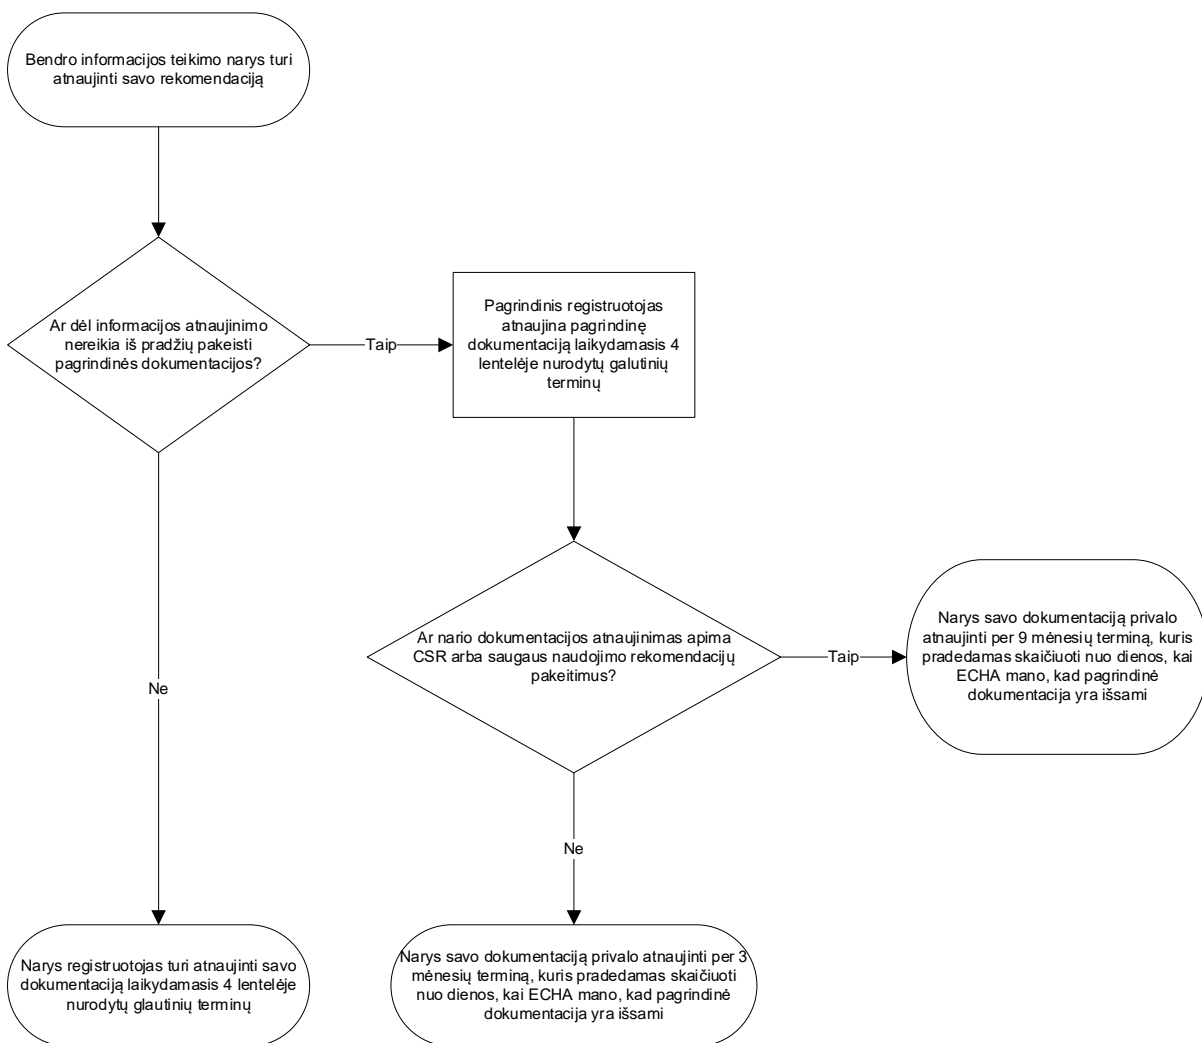 Bendro informacijos teikimo narys turi
atnaujinti savo rekomendaciją
Ar dėl informacijos atnaujinimo
nereikia iš pradžių pakeisti
pagrindinės dokumentacijos?
Taip
Pagrindinis registruotojas
atnaujina pagrindinę
dokumentaciją laikydamasis 4
lentelėje nurodytų galutinių
terminų
Ar nario dokumentacijos atnaujinimas apima
CSR arba saugaus naudojimo rekomendacijų
pakeitimus?
Taip
Narys savo dokumentaciją privalo
atnaujinti per 9 mėnesių terminą, kuris
pradedamas skaičiuoti nuo dienos, kai
ECHA mano, kad pagrindinė
dokumentacija yra išsami
Ne
Ne
Narys registruotojas turi atnaujinti savo
dokumentaciją laikydamasis 4 lentelėje
nurodytų glautinių terminų
Narys savo dokumentaciją privalo atnaujinti per 3
mėnesių terminą, kuris pradedamas skaičiuoti
nuo dienos, kai ECHA mano, kad pagrindinė
dokumentacija yra išsami